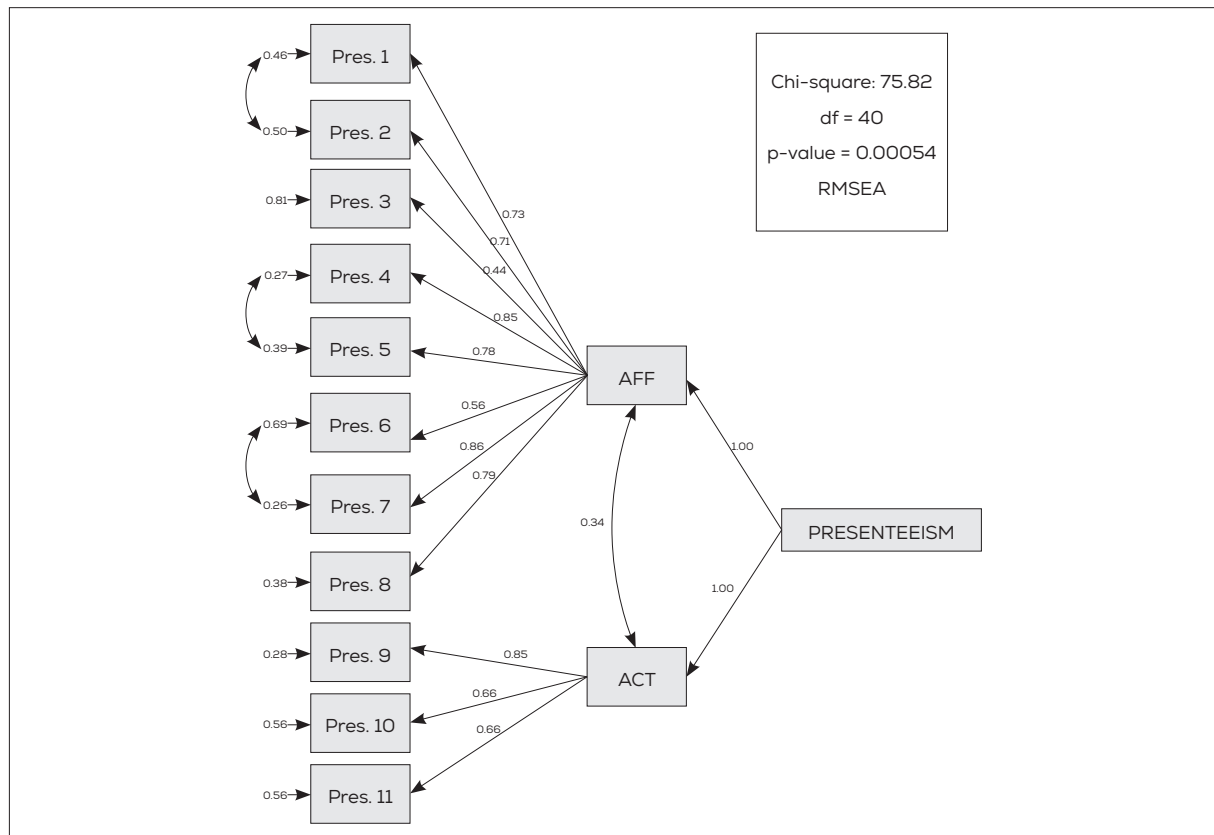 0.46
Pres. 1
0.50
Pres. 2
0.81
Pres. 3
0.27
Pres. 4
0.39
Pres. 5
0.69
Pres. 6
0.26
Pres. 7
0.38
Pres. 8
0.28
Pres. 9
0.56
Pres. 10
0.56
Pres. 11
0.73
0.71
0.44
0.85
0.78
0.56
0.86
0.79
0.85
0.66
0.66
AFF
0.34
ACT
1.00
1.00
PRESENTEEISM
Chi-square: 75.82
df = 40
p-value = 0.00054
RMSEA